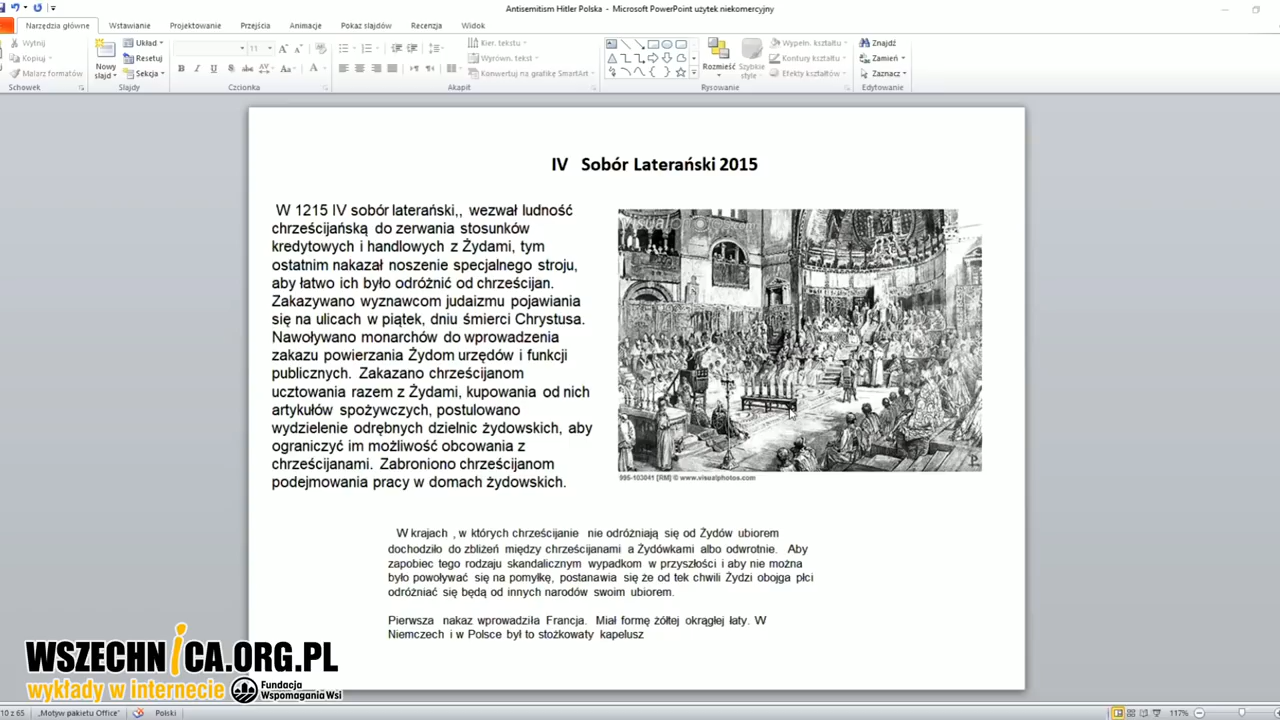 Antisemitism Hitler Polska - Microsoft PowerPoint użytek niekomercyjny
Narzędzia główne Wstawianie Projektowanie Przejścia Animacje Pokaz slajdów Recenzja Widok
Wytnij
Kopiuj
Malarz formatów
Schowek
Nowy slajd
Układ
Resetuj
Sekcja
Slajdy
11
B I U S abc AV Aa A
Czcionka
Kier. tekstu
Wyrówn. tekst
Konwertuj na grafikę SmartArt
Akapit
Rozmieść
Szybkie style
Wypełn. kształtu
Kontury kształtu
Efekty kształtów
Rysowanie
Znajdź
Zamień
Zaznacz
Edytowanie
IV Sobór Laterański 2015
W 1215 IV sobór laterański,, wezwał ludność
chrześcijańską do zerwania stosunków
kredytowych i handlowych z Żydami, tym
ostatnim nakazał noszenie specjalnego stroju,
aby łatwo ich było odróżnić od chrześcijan.
Zakazywano wyznawcom judaizmu pojawiania
się na ulicach w piątek, dniu śmierci Chrystusa.
Nawoływano monarchów do wprowadzenia
zakazu powierzania Żydom urzędów i funkcji
publicznych. Zakazano chrześcijanom
ucztowania razem z Żydami, kupowania od nich
artykułów spożywczych, postulowano
wydzielenie odrębnych dzielnic żydowskich, aby
ograniczyć im możliwość obcowania z
chrześcijanami. Zabroniono chrześcijanom
podejmowania pracy w domach żydowskich.
995-103041 [RM] © www.visualphotos.com
W krajach , w których chrześcijanie nie odróżniają się od Żydów ubiorem
dochodziło do zbliżeń między chrześcijanami a Żydówkami albo odwrotnie. Aby
zapobiec tego rodzaju skandalicznym wypadkom w przyszłości i aby nie można
było powoływać się na pomyłkę, postanawia się że od tek chwili Żydzi obojga płci
odróżniać się będą od innych narodów swoim ubiorem.
Pierwsza nakaz wprowadziła Francja. Miał formę żółtej okrągłej łaty. W
Niemczech i w Polsce był to stożkowaty kapelusz
WSZECHNICA.ORG.PL
wykłady w internecie
Fundacja
Wspomagania Wsi
10 z 65 „Motyw pakietu Office" Polski 117%